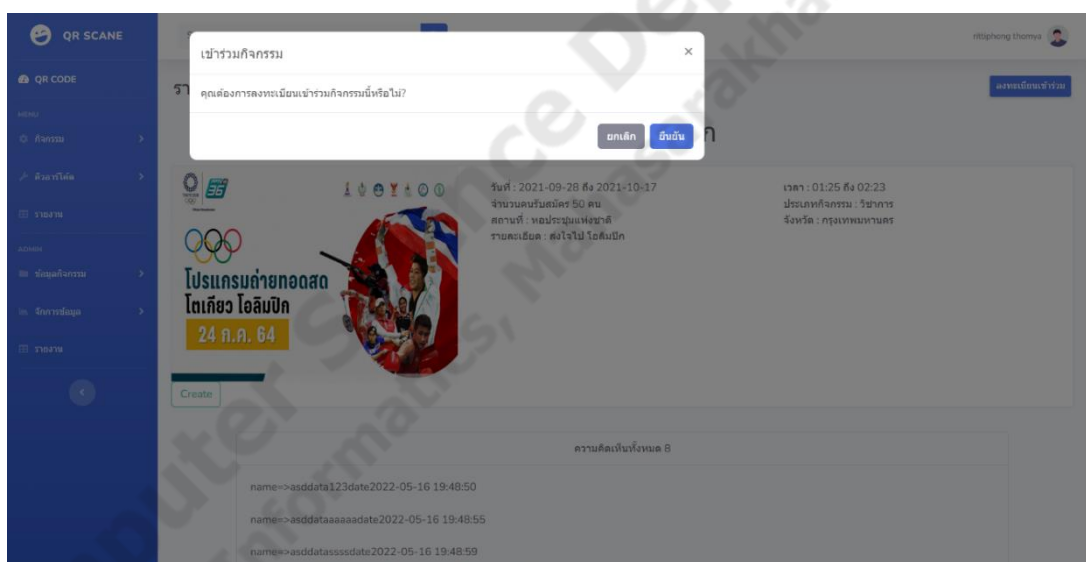 QR SCANE
rittiphong thomya
QR CODE
MENU
กิจกรรม
คิวอาร์โค้ด
รายงาน
ADMIN
ข้อมูลกิจกรรม
จัดการข้อมูล
รายงาน
เข้าร่วมกิจกรรม
×
คุณต้องการลงทะเบียนเข้าร่วมกิจกรรมนี้หรือไม่?
ยกเลิก
ยืนยัน
รา
ลงทะเบียนเข้าร่วม
ก
วันที่ : 2021-09-28 ถึง 2021-10-17
จำนวนคนรับสมัคร 50 คน
สถานที่ : หอประชุมแห่งชาติ
รายละเอียด : ส่งใจไป โอลิมปิก
เวลา : 01:25 ถึง 02:23
ประเภทกิจกรรม : วิชาการ
จังหวัด : กรุงเทพมหานคร
36
โปรแกรมถ่ายทอดสด
โตเกียว โอลิมปิก
24 ก.ค. 64
Create
ความคิดเห็นทั้งหมด 8
name=>asddata123date2022-05-16 19:48:50
name=>asddataaaaaadate2022-05-16 19:48:55
name=>asddatassssdate2022-05-16 19:48:59